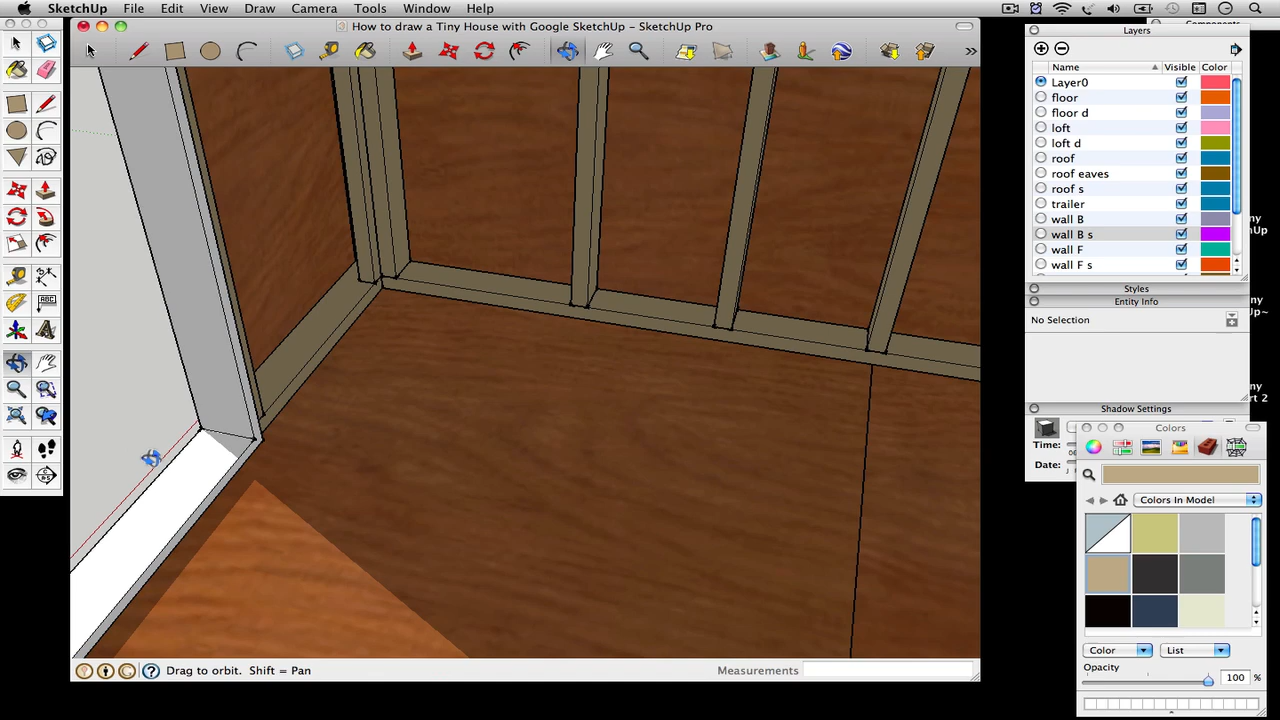 SketchUp File Edit View Draw Camera Tools Window Help
How to draw a Tiny House with Google SketchUp - SketchUp Pro
Components
Layers
Name Visible Color
Layer0
floor
floor d
loft
loft d
roof
roof eaves
roof s
trailer
wall B
wall B s
wall F
wall F s
Styles
Entity Info
No Selection
Shadow Settings
Time:
Date:
Colors
Colors In Model
Color List
Opacity
100 %
ABC
Drag to orbit. Shift = Pan
Measurements